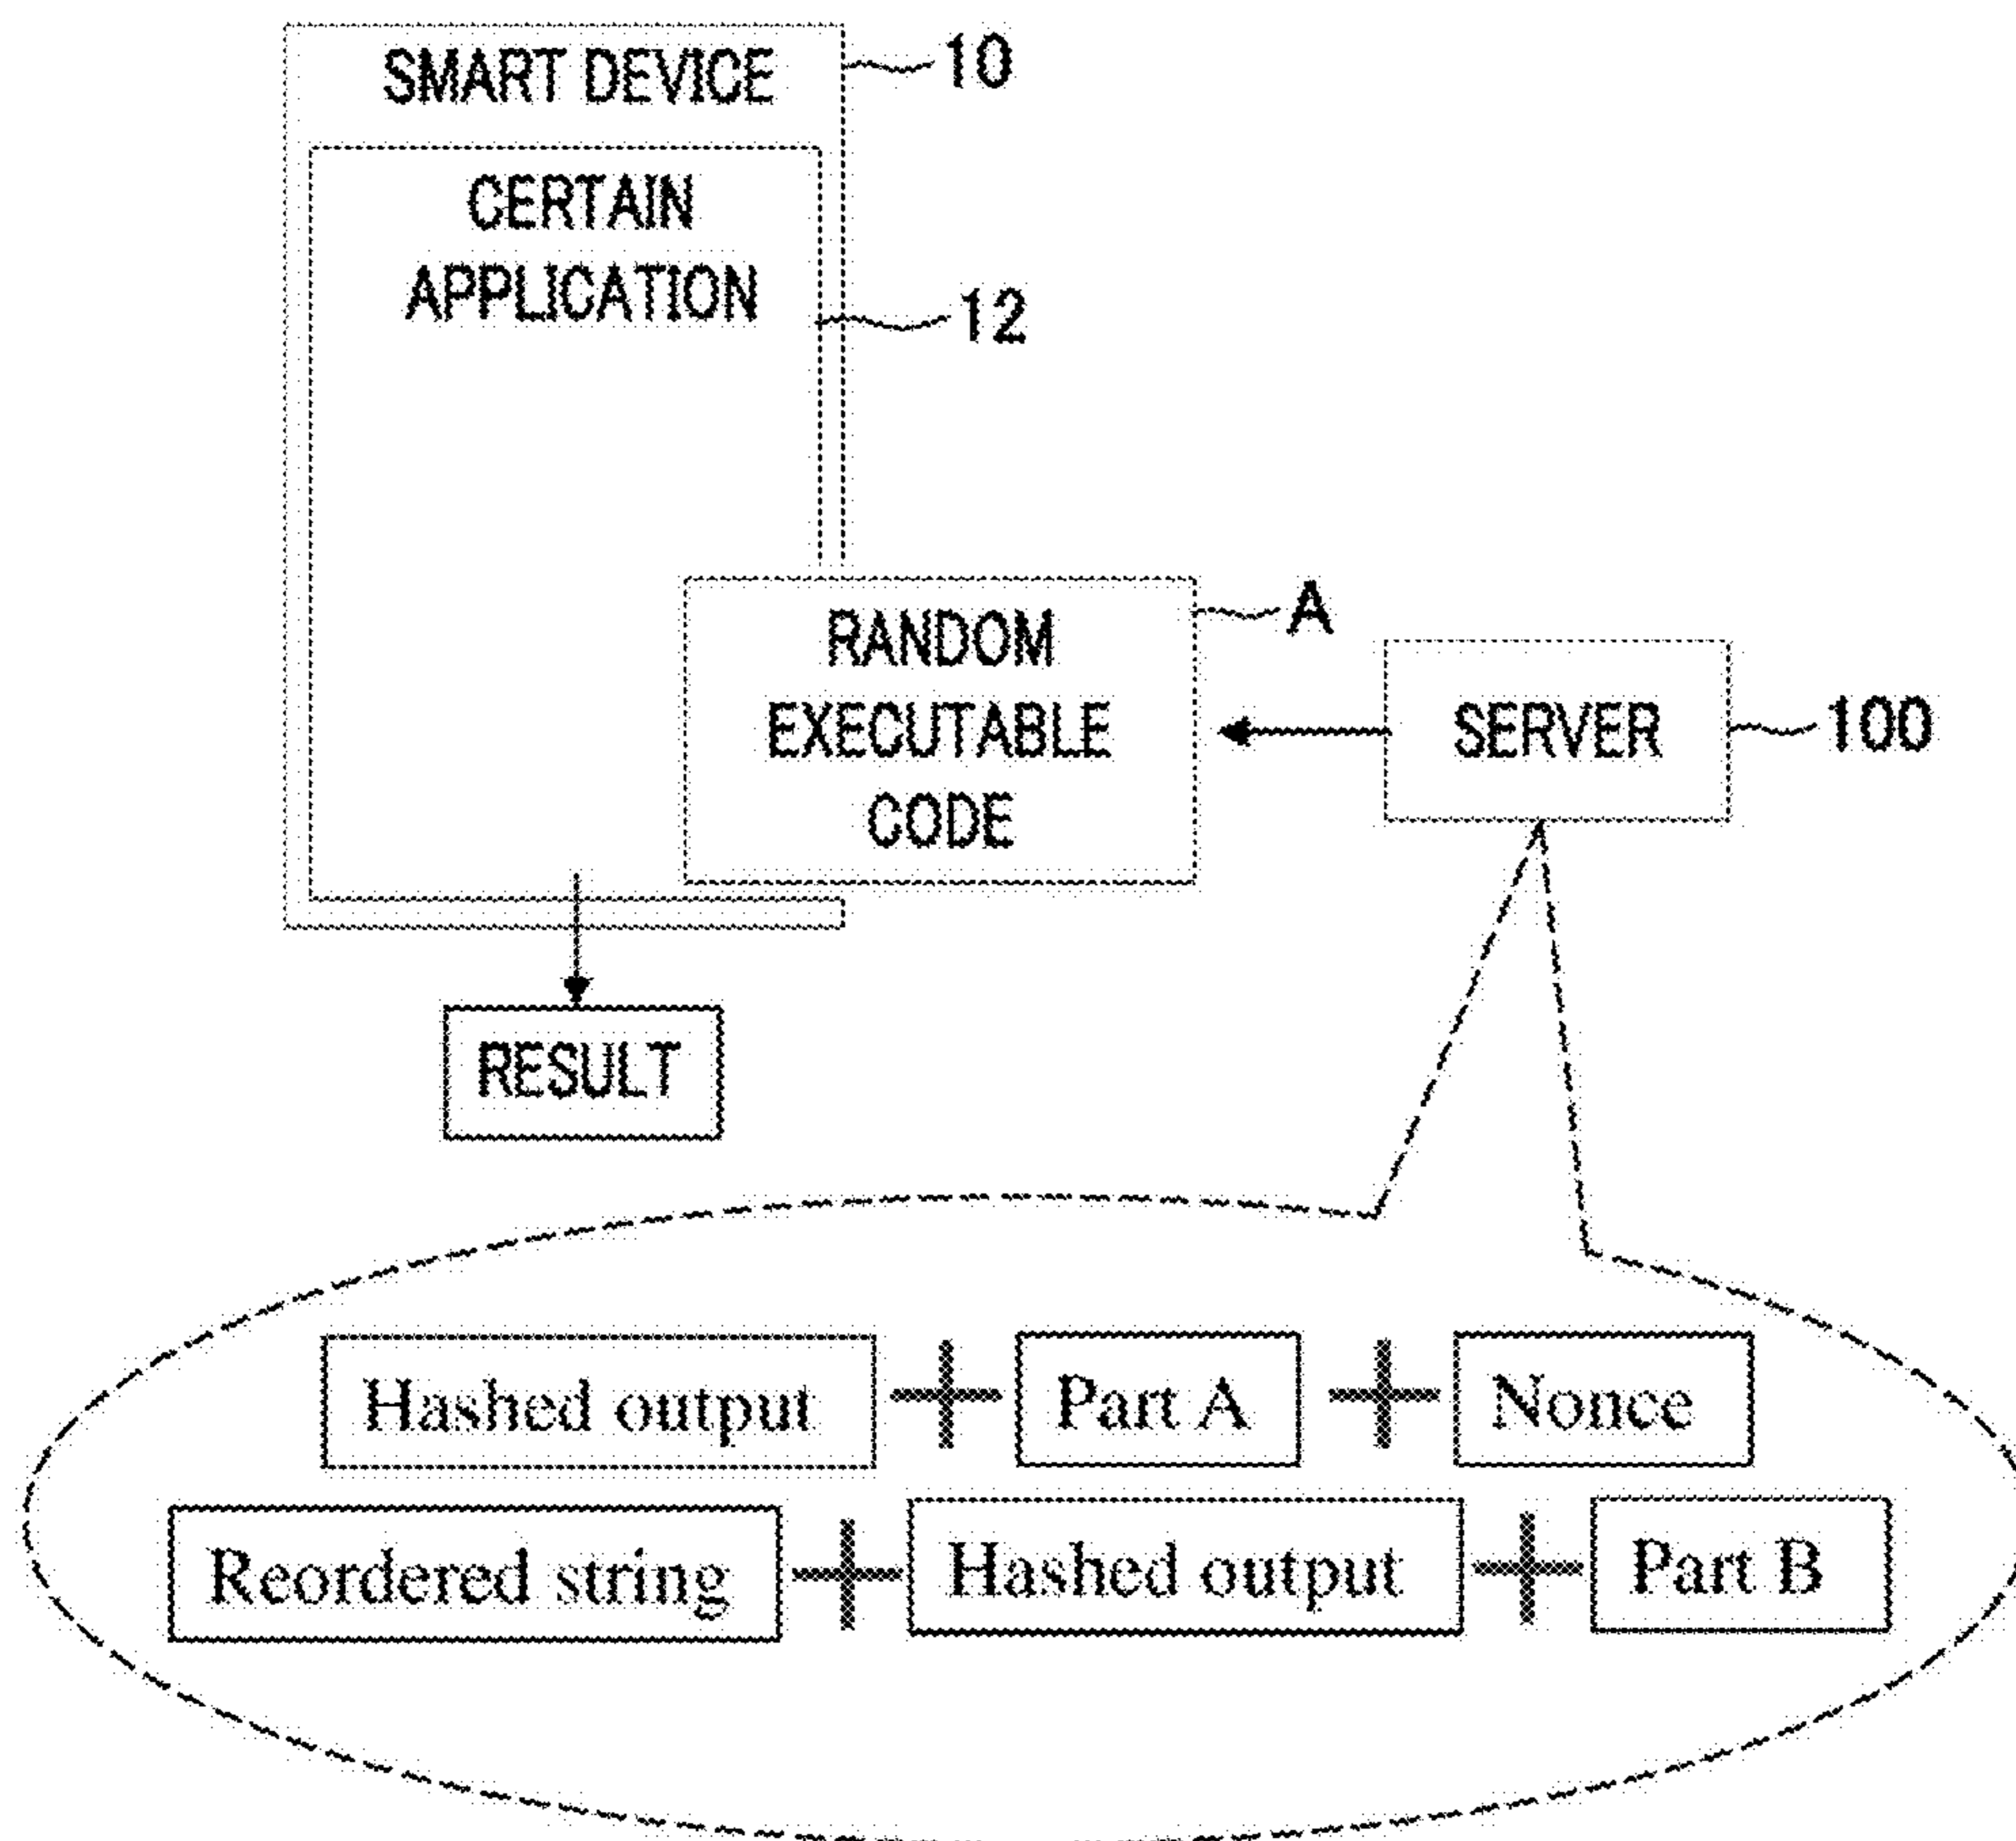 SMART DEVICE
10
CERTAIN
APPLICATION
12
RANDOM
EXECUTABLE
CODE
A
SERVER
100
RESULT
Hashed output + Part A + Nonce
Reordered string + Hashed output + Part B